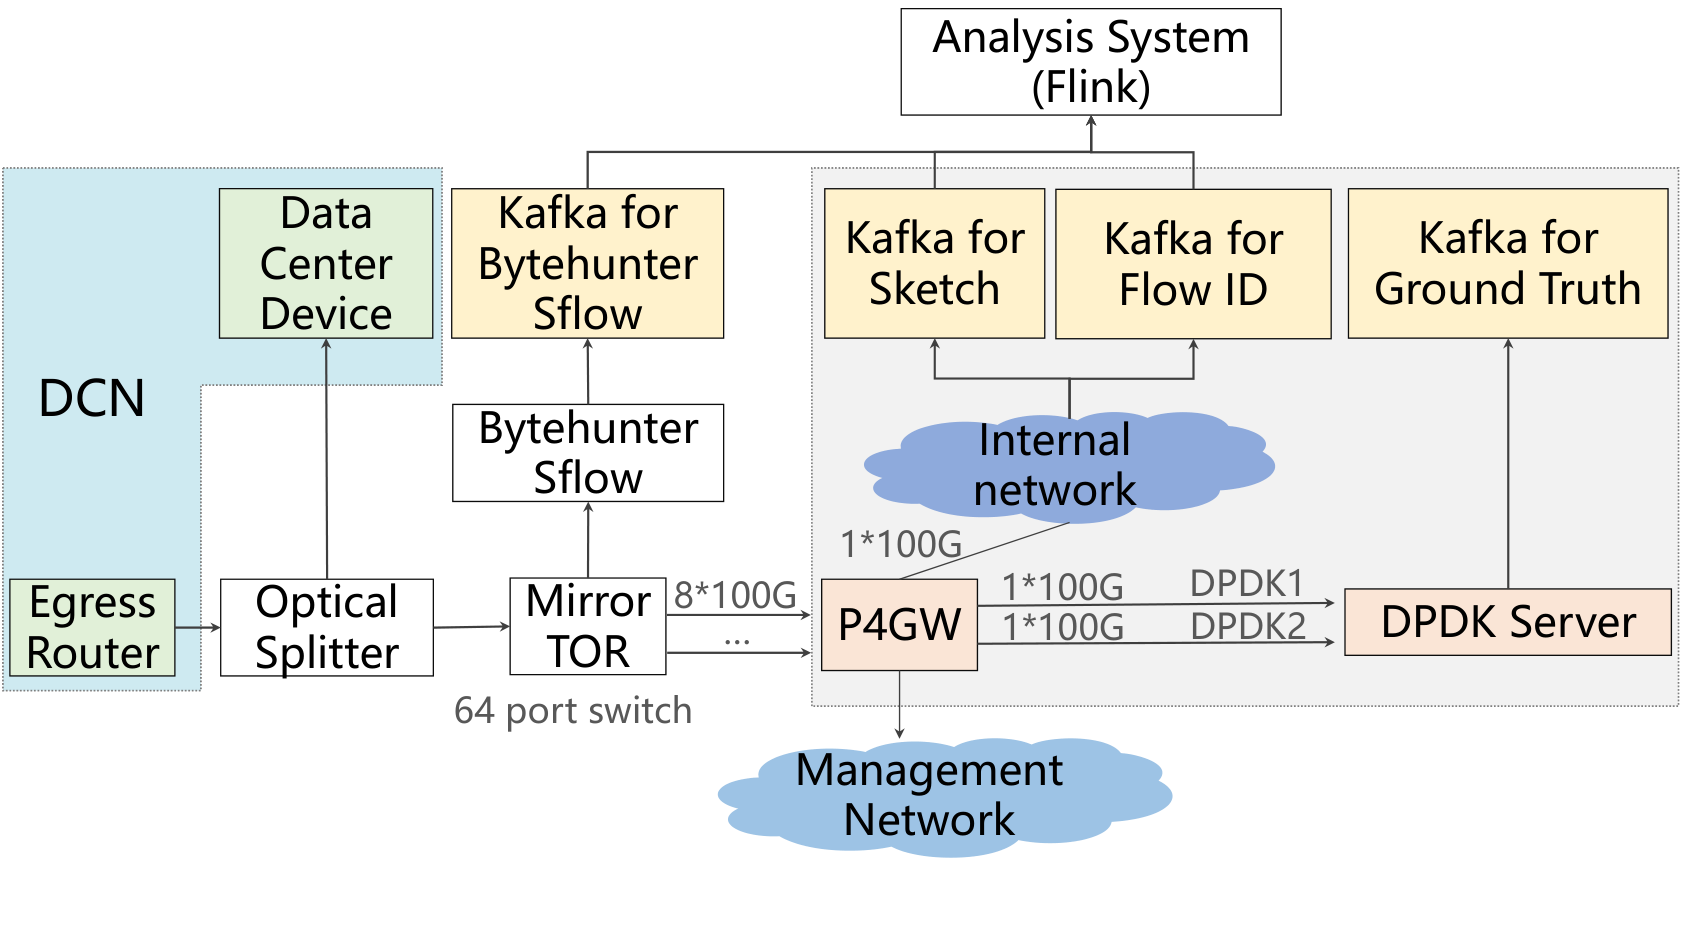 Analysis System
(Flink)
Data
Center
Device
Kafka for
Bytehunter
Sflow
Kafka for
Sketch
Kafka for
Flow ID
Kafka for
Ground Truth
DCN
Bytehunter
Sflow
Internal
network
1*100G
Egress
Router
Optical
Splitter
Mirror
TOR
8*100G
...
P4GW
1*100G
DPDK1
1*100G
DPDK2
DPDK Server
64 port switch
Management
Network